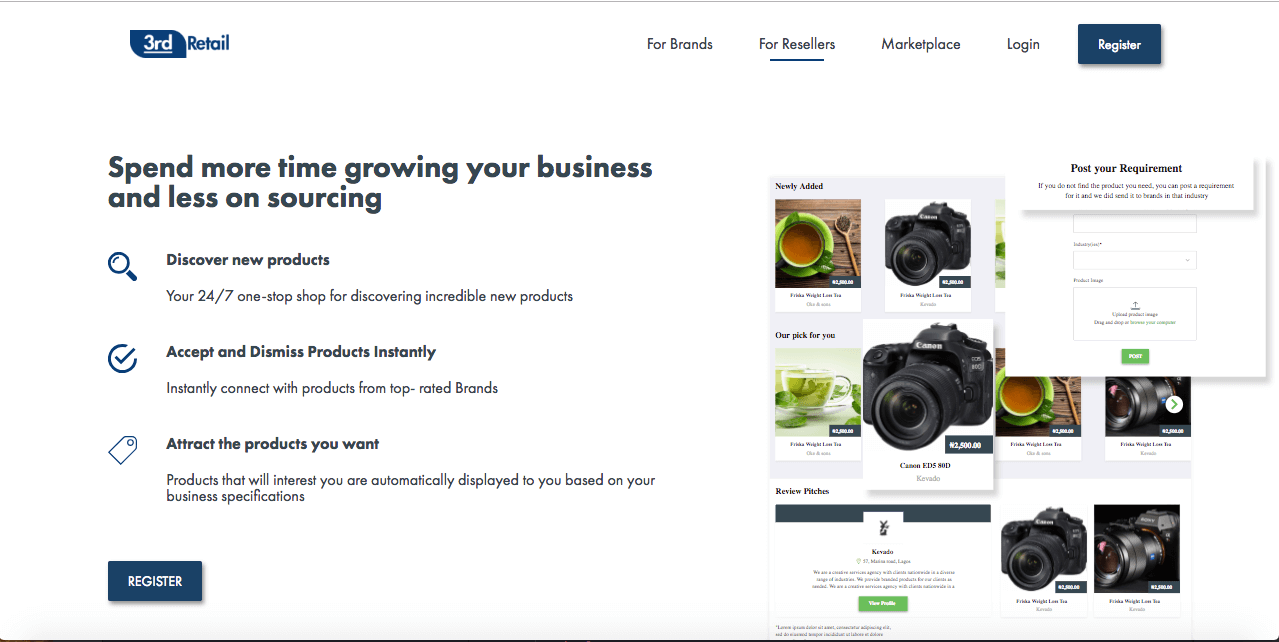 3rd Retail
For Brands
For Resellers
Marketplace
Login
Register
Spend more time growing your business
and less on sourcing
Discover new products
Your 24/7 one-stop shop for discovering incredible new products
Accept and Dismiss Products Instantly
Instantly connect with products from top- rated Brands
Attract the products you want
Products that will interest you are automatically displayed to you based on your
business specifications
REGISTER
Newly Added
₦2,500.00
Friska Weight Loss Tea
Oke & sons
Canon
₦2,500.00
Friska Weight Loss Tea
Kevado
Post your Requirement
If you do not find the product you need, you can post a requirement
for it and we did send it to brands in that industry
Industry(ies)*
Product Image
Upload product image
Drag and drop or browse your computer
POST
Our pick for you
₦2,500.00
Friska Weight Loss Tea
Oke & sons
Canon
EOS
80D
₦2,500.00
Canon ED5 80D
Kevado
₦2,500.00
Friska Weight Loss Tea
Oke & sons
₦2,500.00
Friska Weight Loss Tea
Kevado
Review Pitches
Kevado
57, Marina road, Lagos
We are a creative services agency with clients nationwide in a diverse
range of industries. We provide branded products for our clients as
needed. We are a creative services agency with clients nationwide in a
View Profile
Canon
₦2,500.00
Friska Weight Loss Tea
Kevado
SONY
₦2,500.00
Friska Weight Loss Tea
Kevado
"Lorem ipsum dolor sit amet, consectetur adipiscing elit,
sed do eiusmod tempor incididunt ut labore et dolore